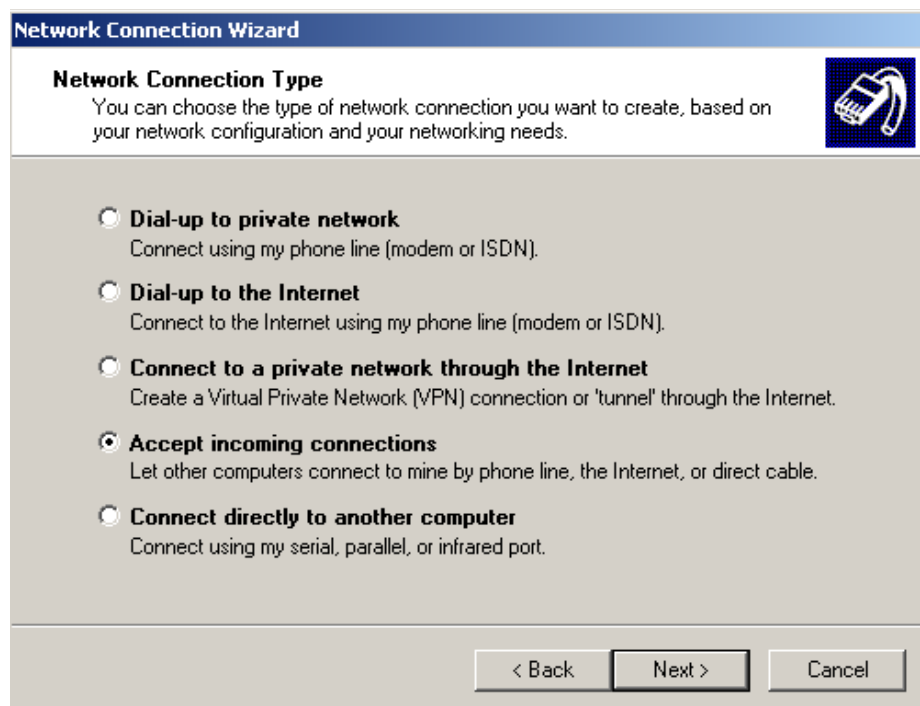 Network Connection Wizard
Network Connection Type
You can choose the type of network connection you want to create, based on
your network configuration and your networking needs.
Dial-up to private network
Connect using my phone line (modem or ISDN).
Dial-up to the Internet
Connect to the Internet using my phone line (modem or ISDN).
Connect to a private network through the Internet
Create a Virtual Private Network (VPN) connection or 'tunnel' through the Internet.
Accept incoming connections
Let other computers connect to mine by phone line, the Internet, or direct cable.
Connect directly to another computer
Connect using my serial, parallel, or infrared port.
< Back Next > Cancel